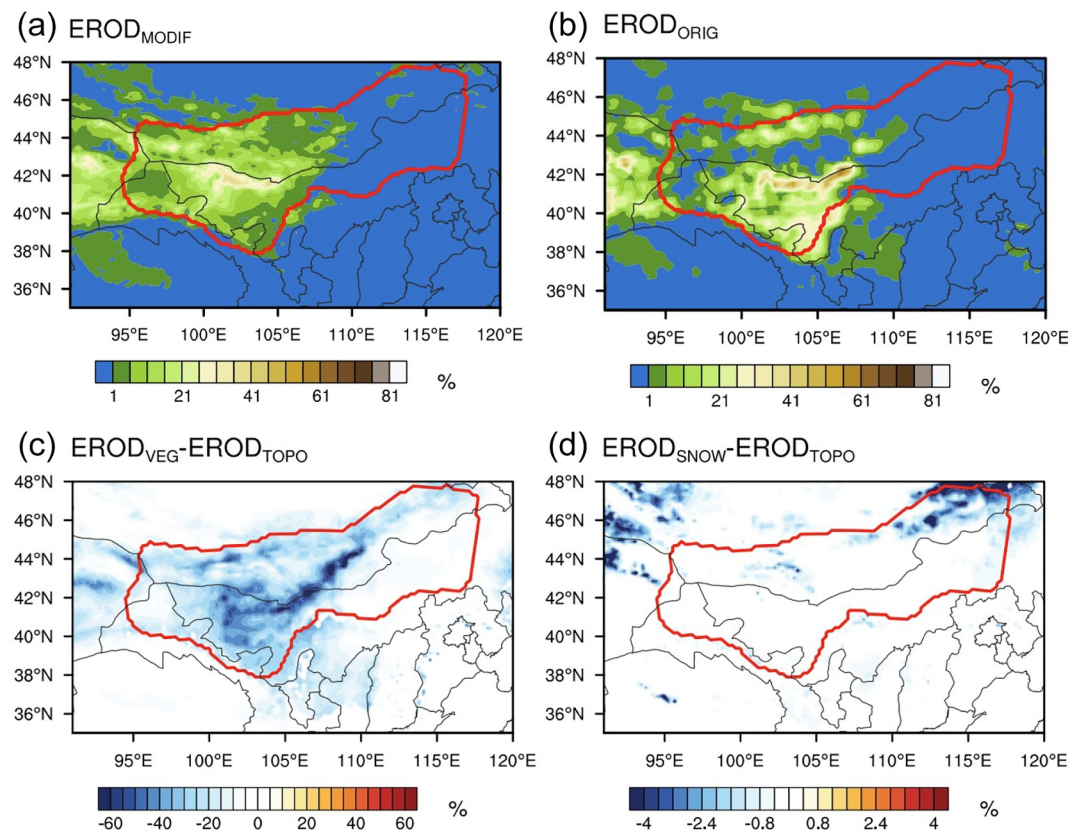 (a) EROD_MODIF
48°N
46°N
44°N
42°N
40°N
38°N
36°N
95°E 100°E 105°E 110°E 115°E 120°E
1 21 41 61 81 %
(b) EROD_ORIG
48°N
46°N
44°N
42°N
40°N
38°N
36°N
95°E 100°E 105°E 110°E 115°E 120°E
1 21 41 61 81 %
(c) EROD_VEG-EROD_TOPO
48°N
46°N
44°N
42°N
40°N
38°N
36°N
95°E 100°E 105°E 110°E 115°E 120°E
-60 -40 -20 0 20 40 60 %
(d) EROD_SNOW-EROD_TOPO
48°N
46°N
44°N
42°N
40°N
38°N
36°N
95°E 100°E 105°E 110°E 115°E 120°E
-4 -2.4 -0.8 0.8 2.4 4 %